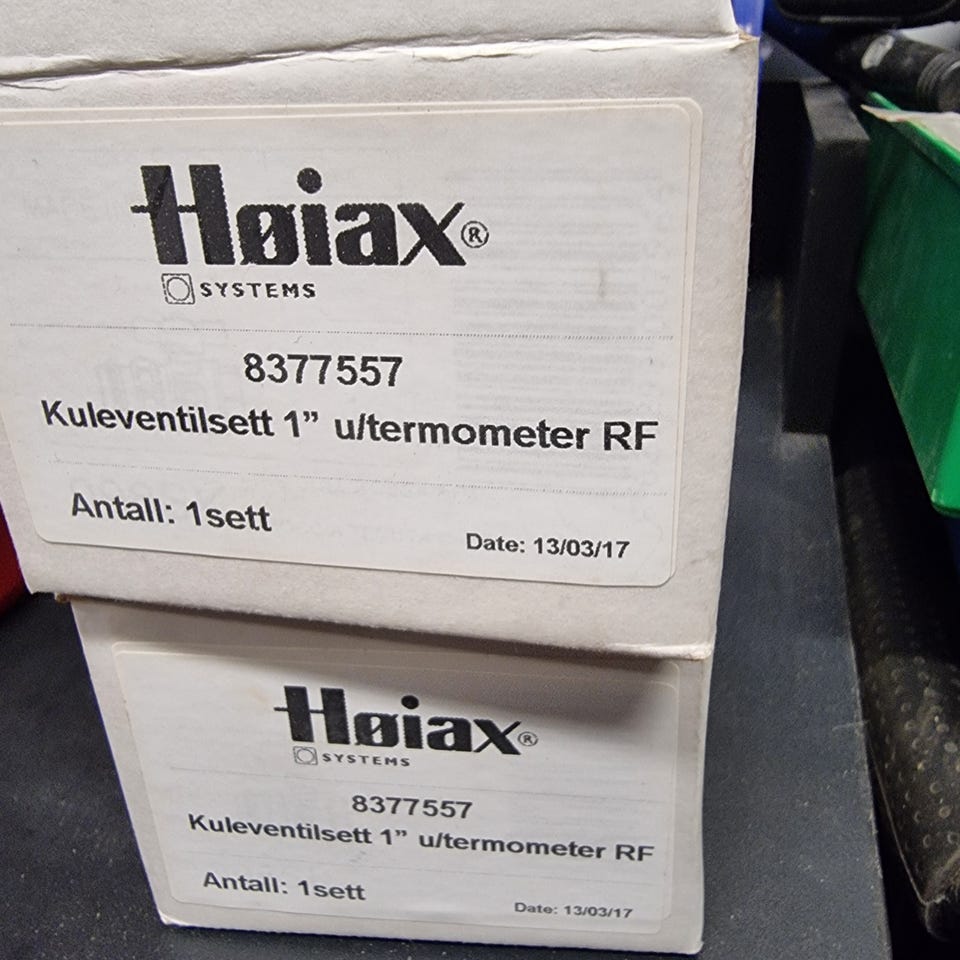 Høiax®
SYSTEMS
8377557
Kuleventilsett 1” u/termometer RF
Antall: 1sett
Date: 13/03/17
Høiax®
SYSTEMS
8377557
Kuleventilsett 1” u/termometer RF
Antall: 1sett
Date: 13/03/17